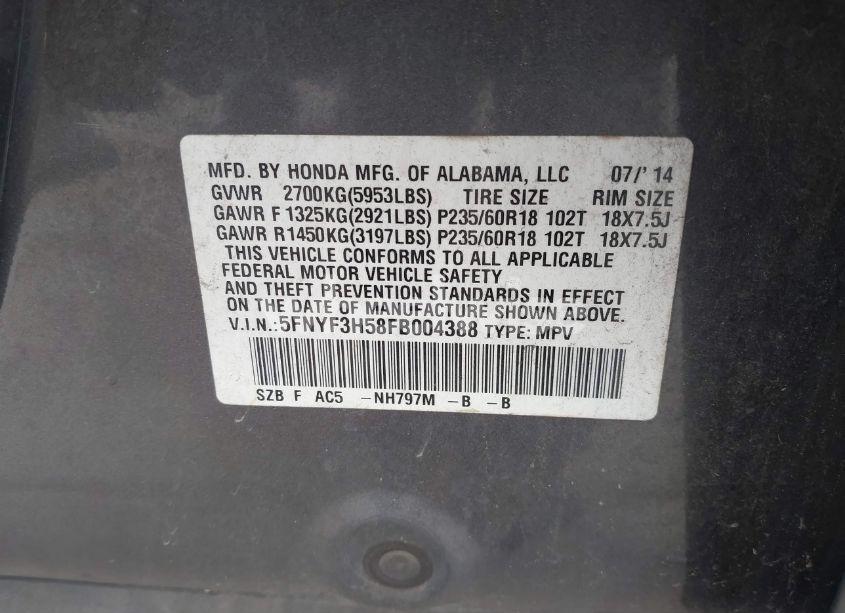 MFD. BY HONDA MFG. OF ALABAMA, LLC 07/' 14
GVWR 2700KG(5953LBS) TIRE SIZE RIM SIZE
GAWR F 1325KG(2921LBS) P235/60R18 102T 18X7.5J
GAWR R1450KG(3197LBS) P235/60R18 102T 18X7.5J
THIS VEHICLE CONFORMS TO ALL APPLICABLE
FEDERAL MOTOR VEHICLE SAFETY
AND THEFT PREVENTION STANDARDS IN EFFECT
ON THE DATE OF MANUFACTURE SHOWN ABOVE.
V.I.N.:5FNYF3H58FB004388 TYPE: MPV
SZB F AC5 -NH797M -B -B